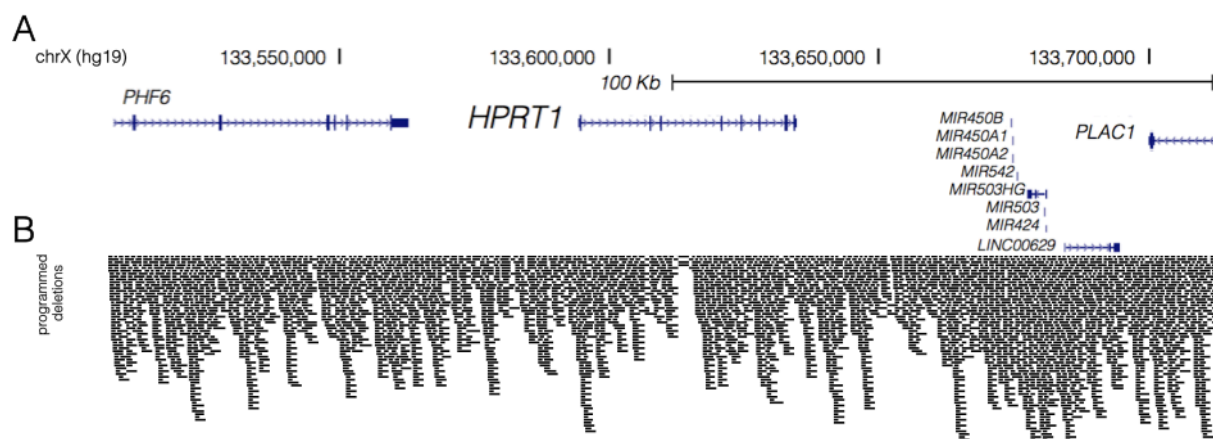 A
chrX (hg19)
133,550,000
133,600,000
133,650,000
133,700,000
100 Kb
PHF6
HPRT1
MIR450B
MIR450A1
MIR450A2
MIR542
MIR503HG
MIR503
MIR424
LINC00629
PLAC1
B
programmed
deletions